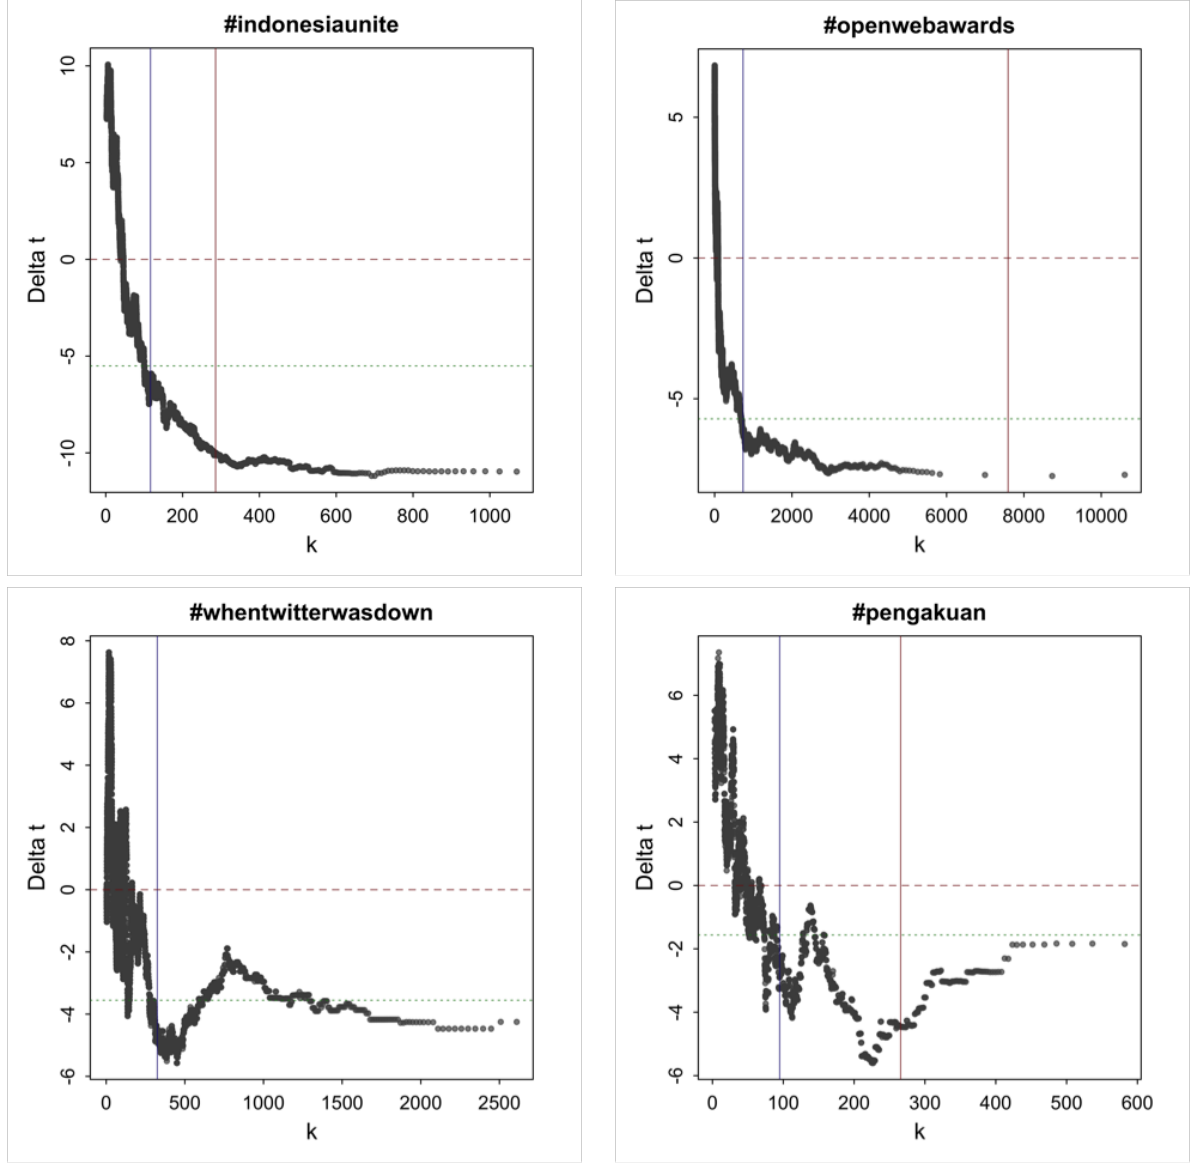 #indonesiaunite
10
5
0
-5
-10
Delta t
0 200 400 600 800 1000
k
#openwebawards
5
0
-5
Delta t
0 2000 4000 6000 8000 10000
k
#whentwitterwasdown
8
6
4
2
0
-2
-4
-6
Delta t
0 500 1000 1500 2000 2500
k
#pengakuan
6
4
2
0
-2
-4
-6
Delta t
0 100 200 300 400 500 600
k